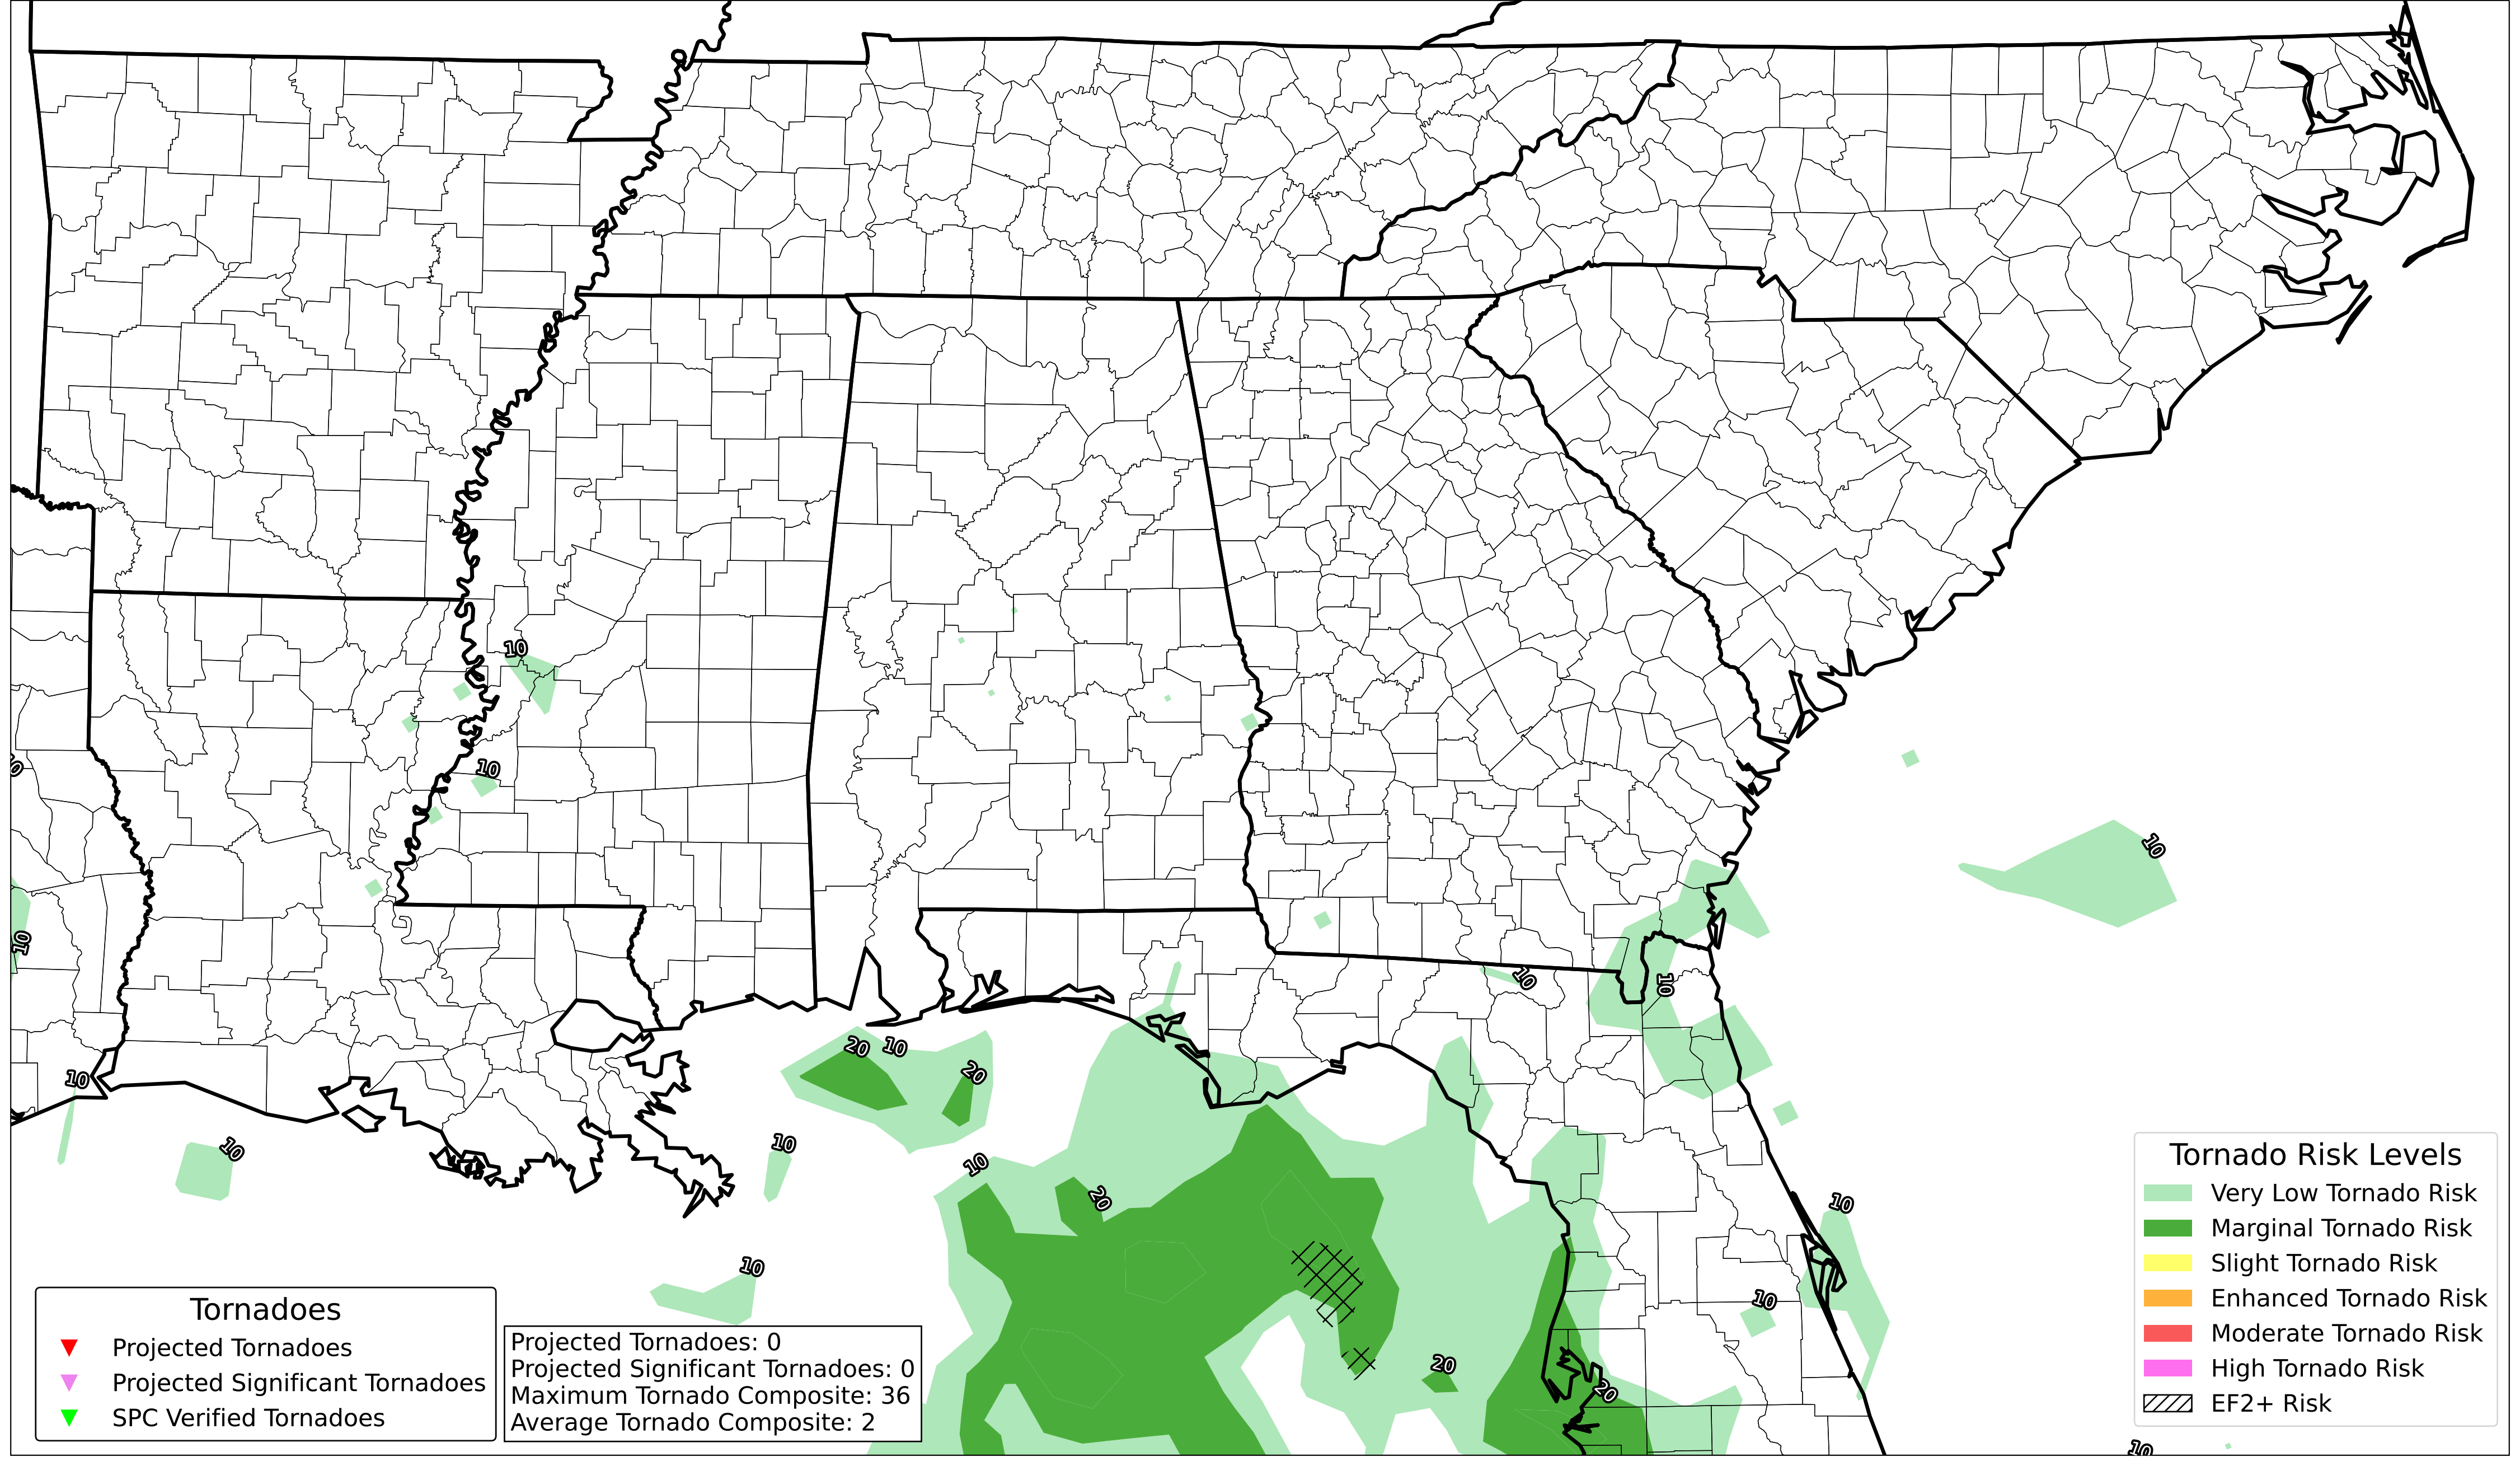 10
10
10
10
10
10
10
20
10
20
10
10
10
10
20
10
10
10
20
20
10
Tornadoes
Projected Tornadoes
Projected Significant Tornadoes
SPC Verified Tornadoes
Projected Tornadoes: 0
Projected Significant Tornadoes: 0
Maximum Tornado Composite: 36
Average Tornado Composite: 2
Tornado Risk Levels
Very Low Tornado Risk
Marginal Tornado Risk
Slight Tornado Risk
Enhanced Tornado Risk
Moderate Tornado Risk
High Tornado Risk
EF2+ Risk